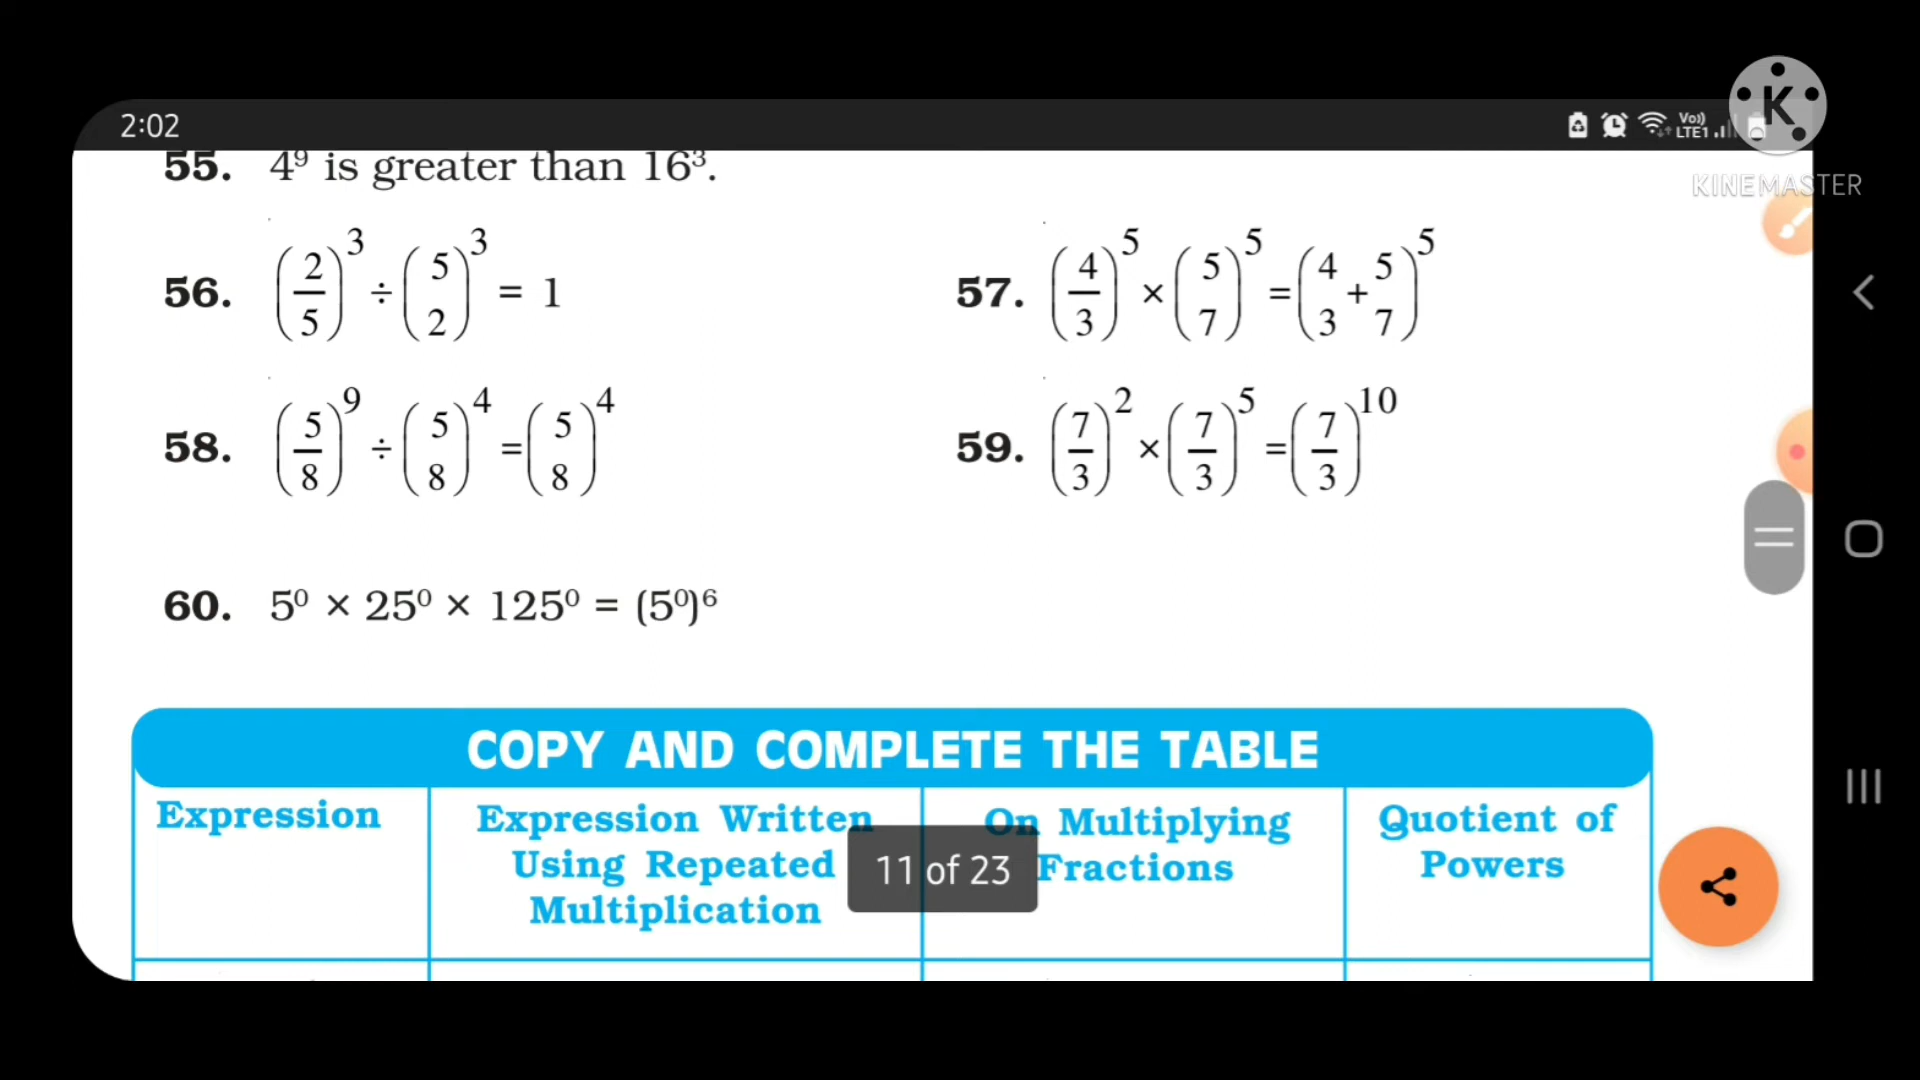 2:02
Vo))
LTE1
K
KINEMASTER
55. 4⁹ is greater than 16³.
56. (2/5)³ ÷ (5/2)³ = 1
57. (4/3)⁵ × (5/7)⁵ = (4/3 + 5/7)⁵
58. (5/8)⁹ ÷ (5/8)⁴ = (5/8)⁴
59. (7/3)² × (7/3)⁵ = (7/3)¹⁰
60. 5⁰ × 25⁰ × 125⁰ = (5⁰)⁶
COPY AND COMPLETE THE TABLE
Expression
Expression Written
Using Repeated
Multiplication
On Multiplying
Fractions
Quotient of
Powers
11 of 23